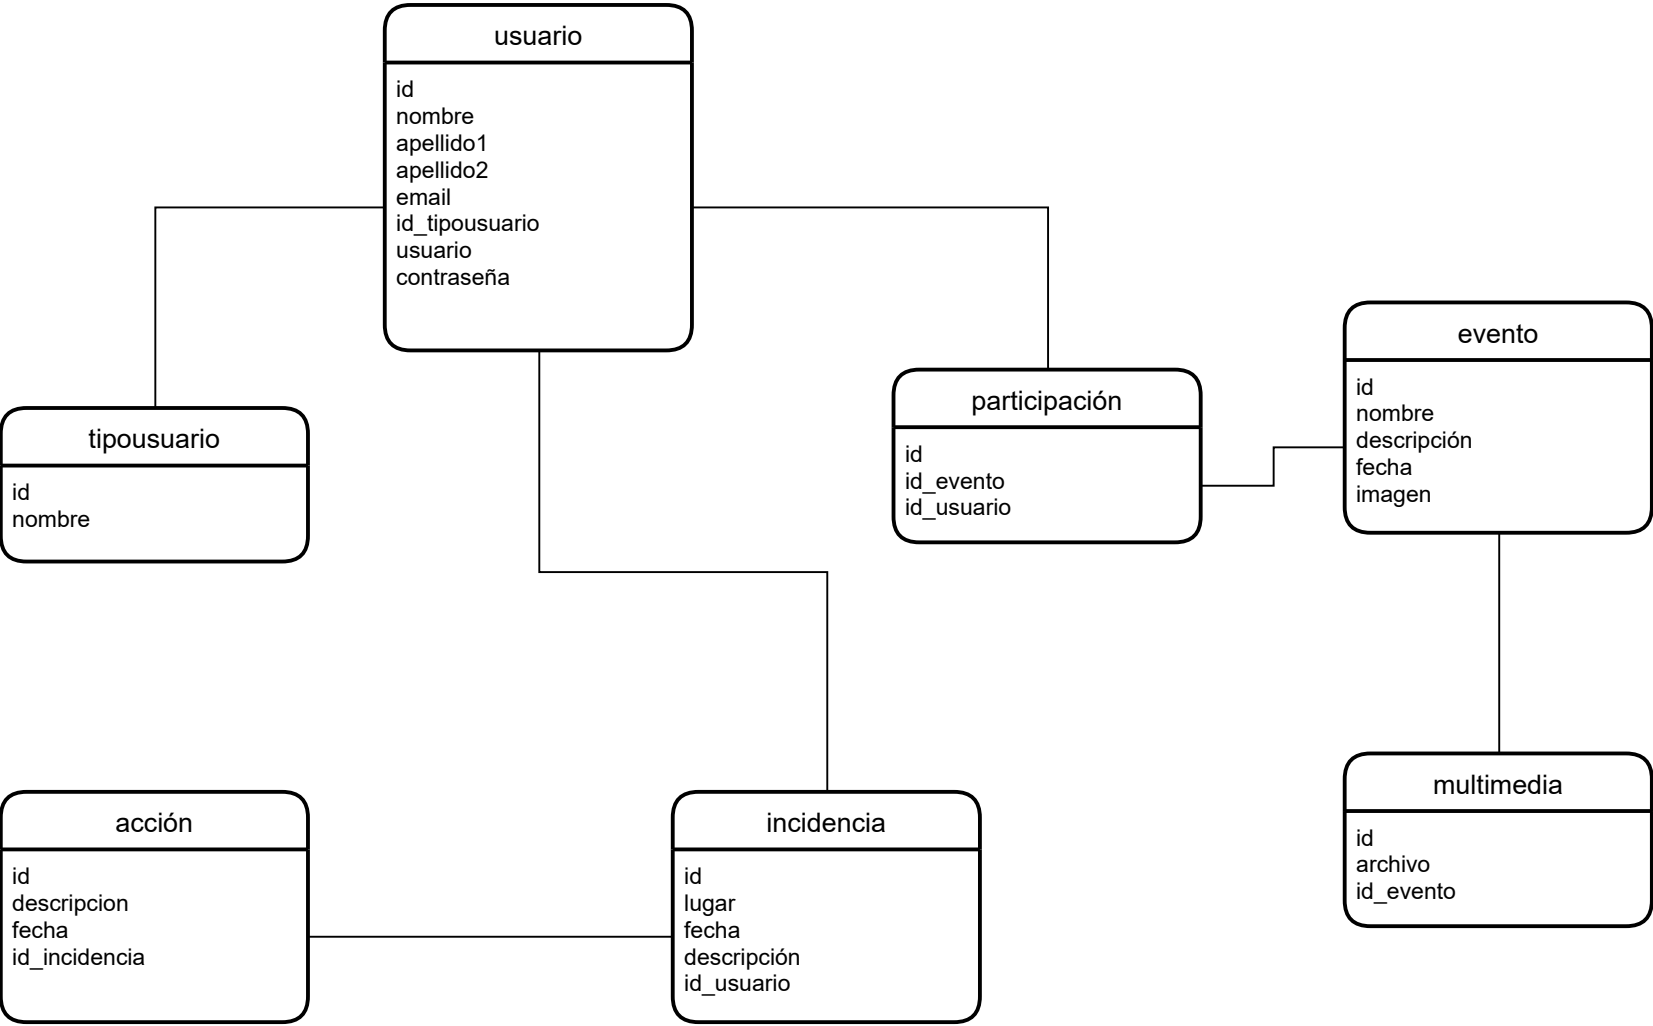 usuario
id
nombre
apellido1
apellido2
email
id_tipousuario
usuario
contraseña
evento
id
nombre
descripción
fecha
imagen
participación
id
id_evento
id_usuario
tipousuario
id
nombre
multimedia
id
archivo
id_evento
acción
id
descripcion
fecha
id_incidencia
incidencia
id
lugar
fecha
descripción
id_usuario